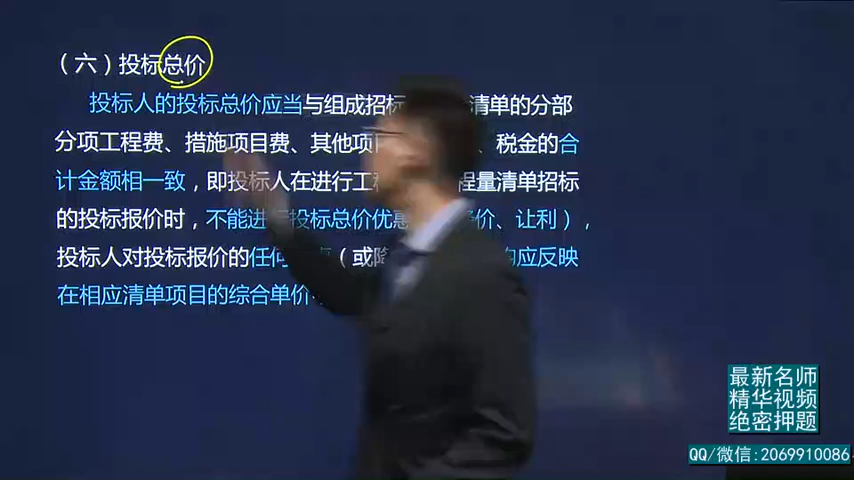 （六）投标总价
投标人的投标总价应当与组成招标 清单的分部
分项工程费、措施项目费、其他项 、税金的合
计金额相一致，即投标人在进行工 程量清单招标
的投标报价时，不能进行投标总价优惠 价、让利），
投标人对投标报价的任何 （或降 均应反映
在相应清单项目的综合单价
最新名师
精华视频
绝密押题
QQ/微信:2069910086